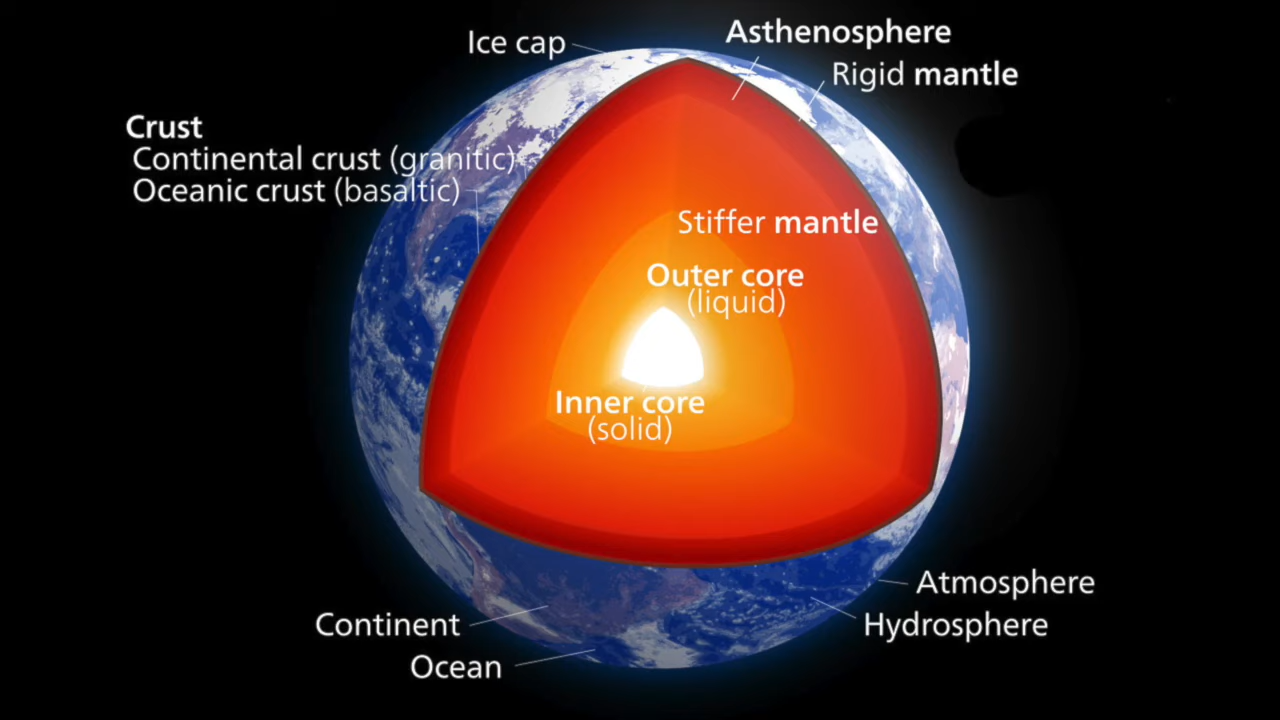 Ice cap
Asthenosphere
Rigid mantle
Crust
Continental crust (granitic)
Oceanic crust (basaltic)
Stiffer mantle
Outer core
(liquid)
Inner core
(solid)
Atmosphere
Continent
Hydrosphere
Ocean